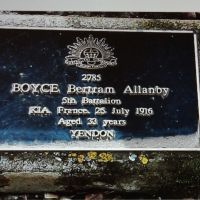 2785
BOYCE Bertram Allanby
5th Battalion
KIA. France. 25 July 1916
Aged 33 years
YENDON